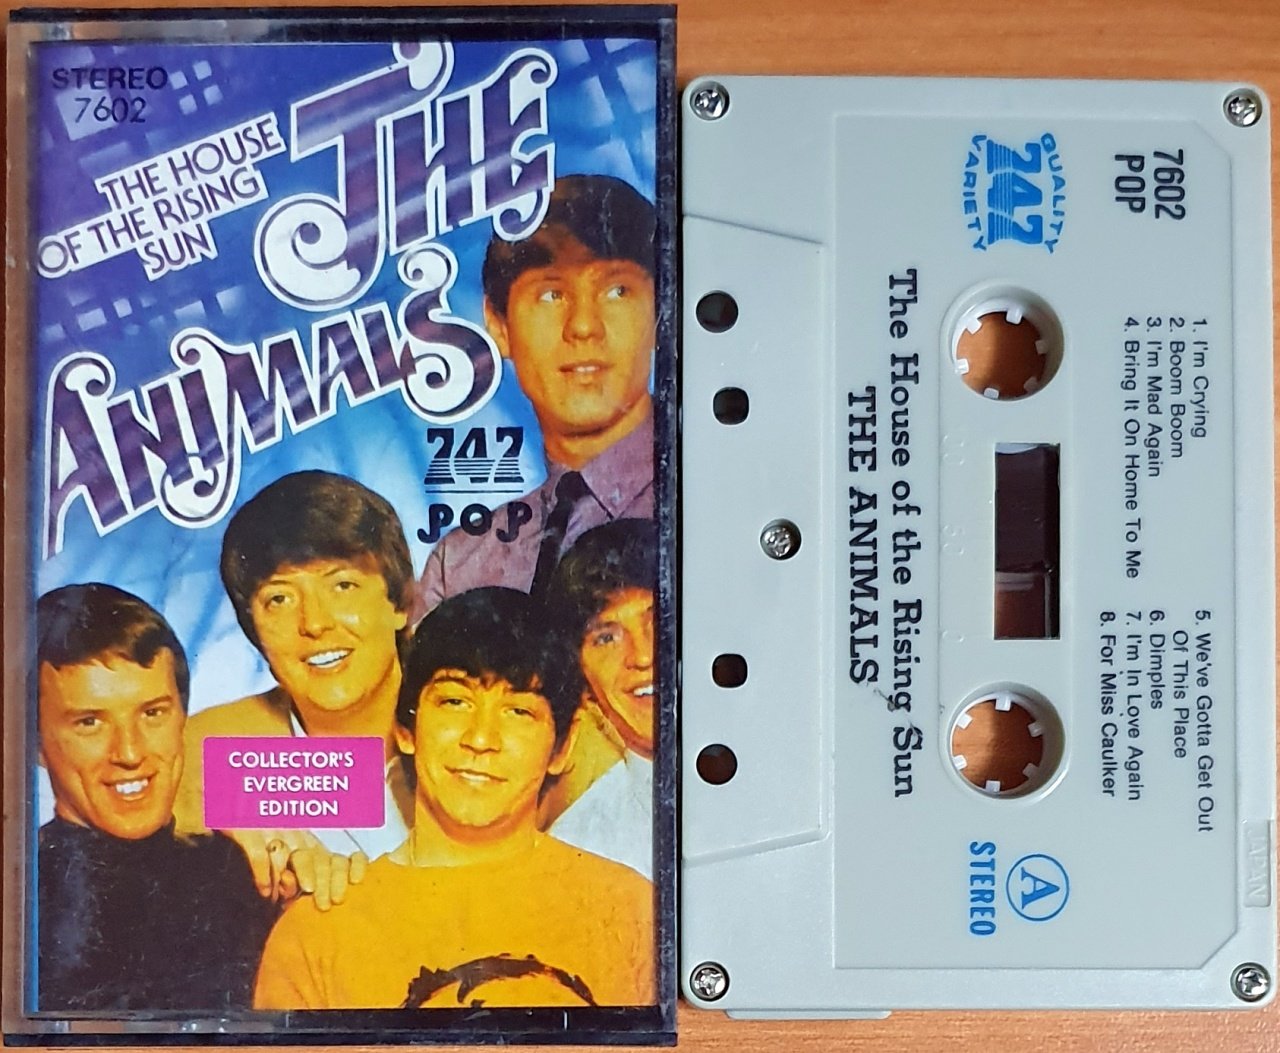 STEREO
7602
THE HOUSE
OF THE RISING
SUN
THE
ANIMALS
747
POP
COLLECTOR'S
EVERGREEN
EDITION
QUALITY
747
VARIETY
7602
POP
1. I'm Crying
2. Boom Boom
3. I'm Mad Again
4. Bring It On Home To Me
5. We've Gotta Get Out
Of This Place
6. Dimples
7. I'm In Love Again
8. For Miss Caulker
The House of the Rising Sun
THE ANIMALS
A
STEREO
JAPAN